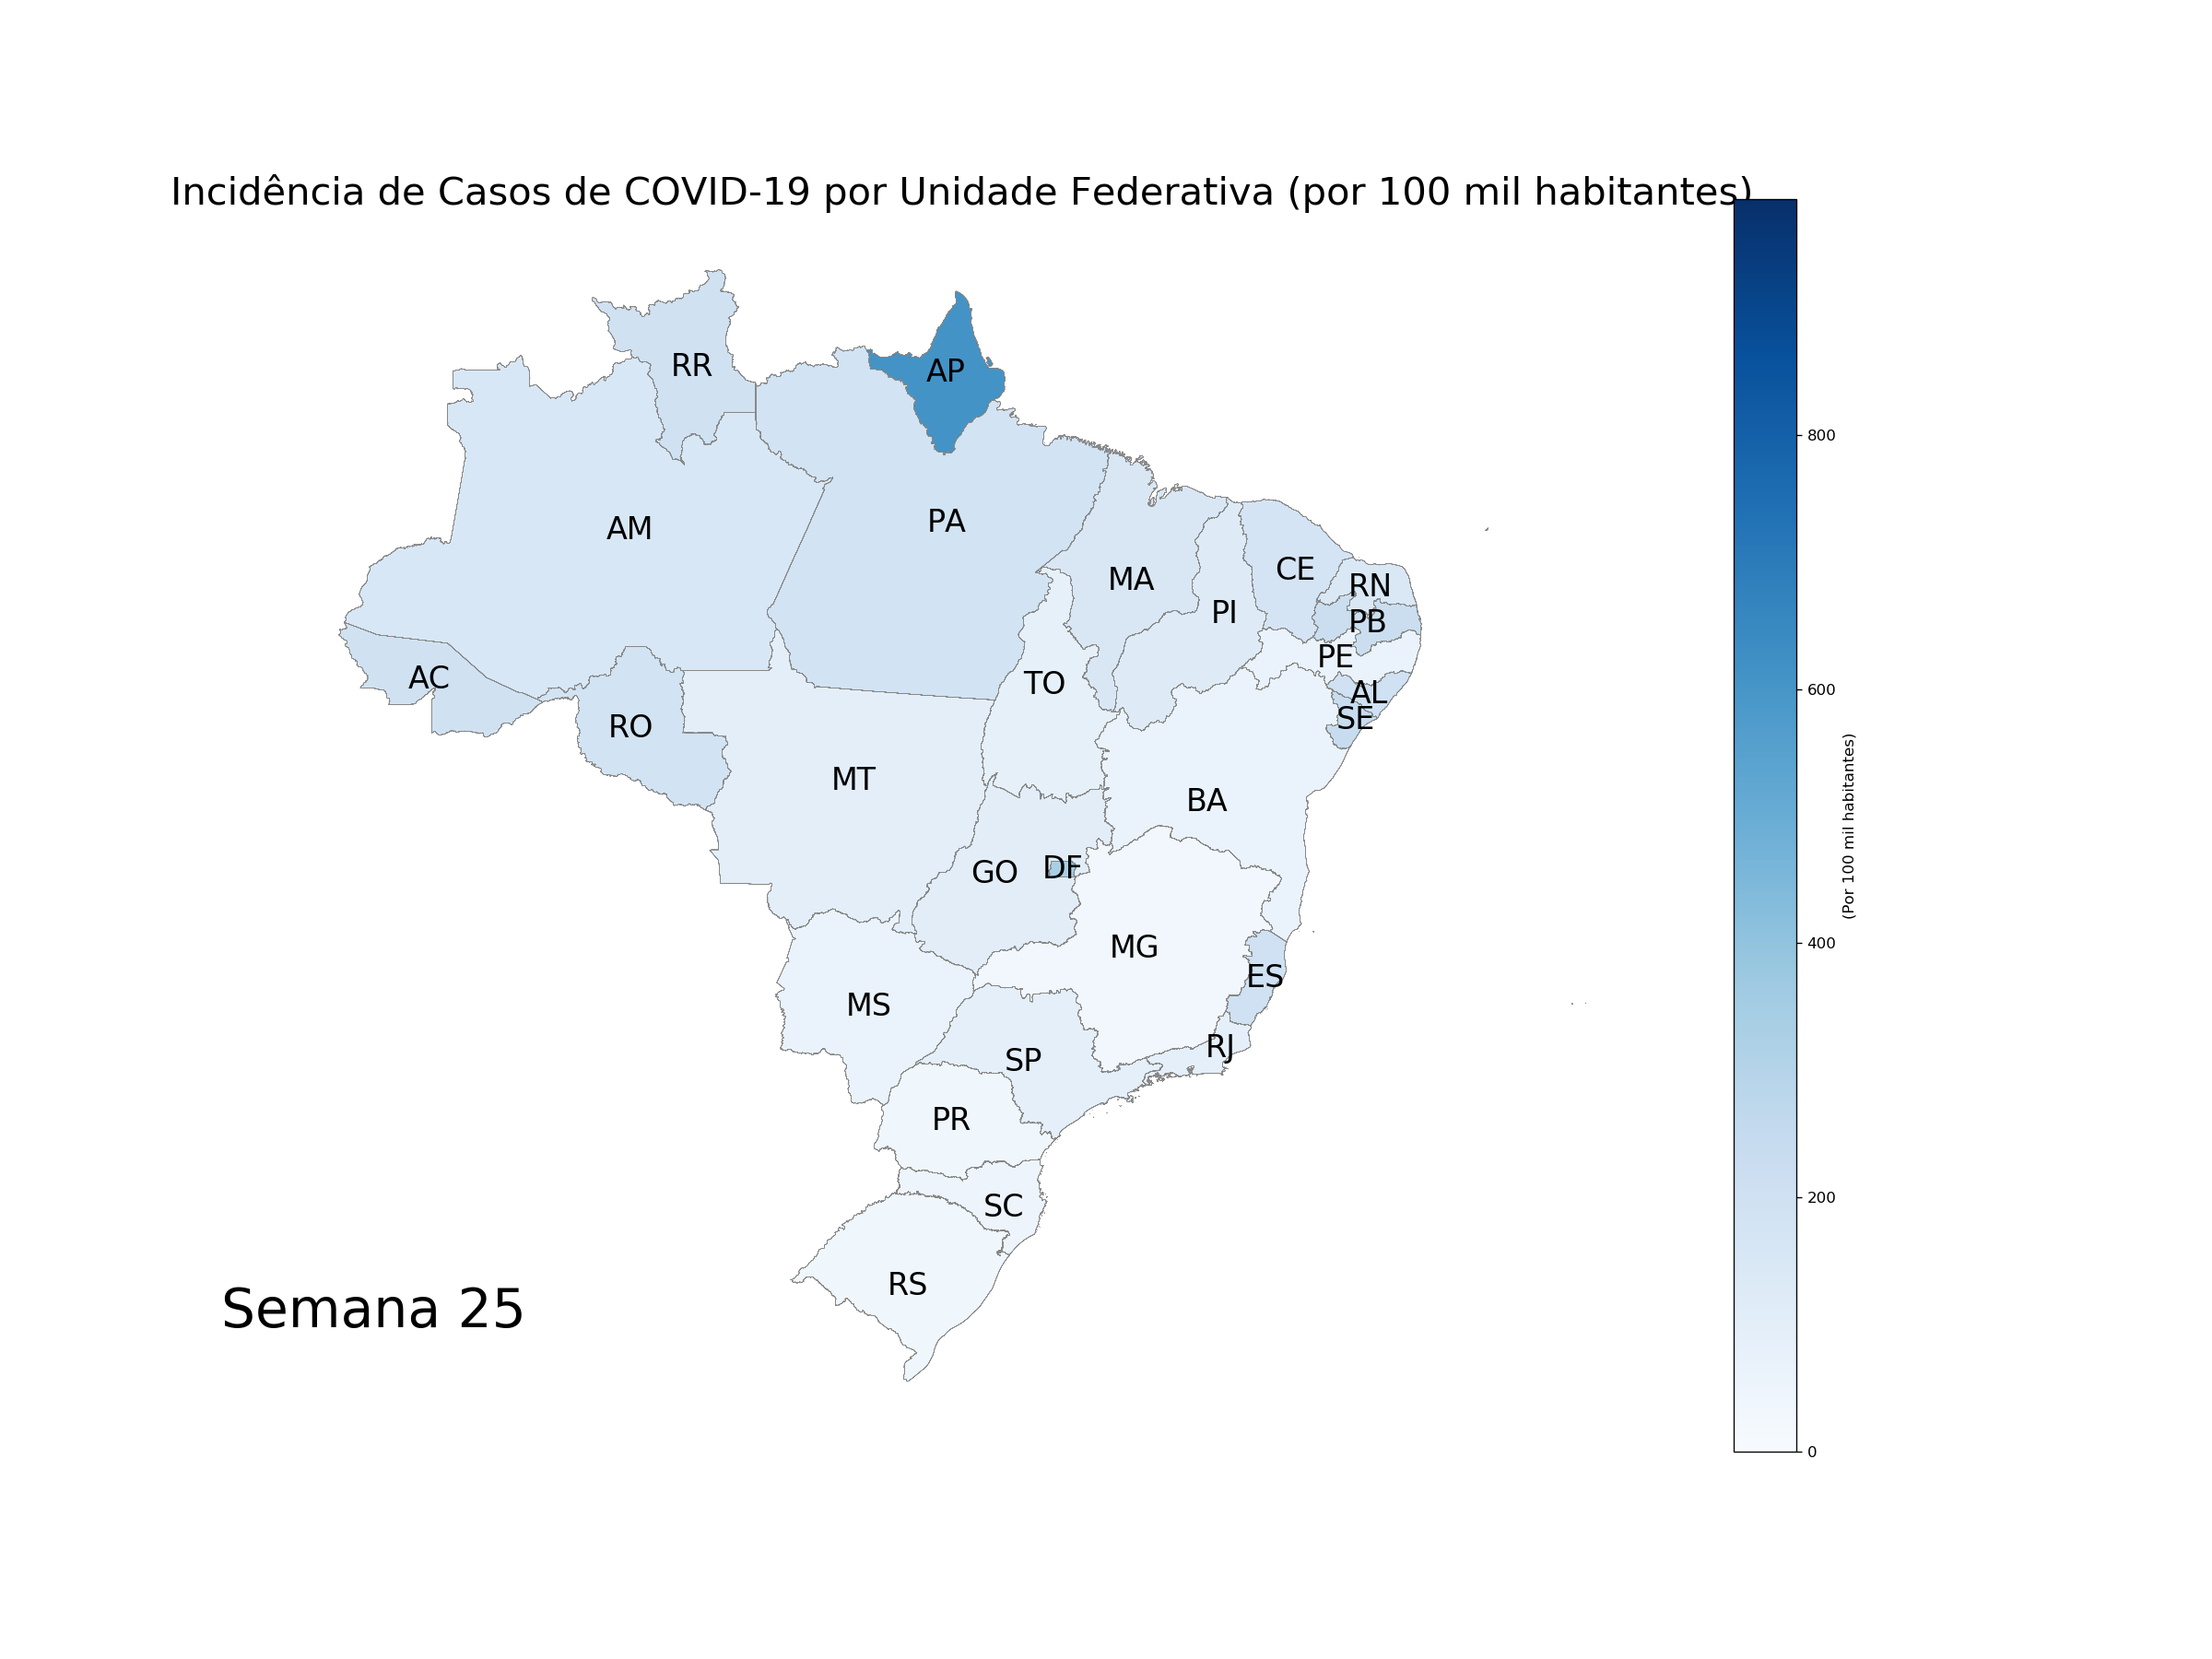 Incidência de Casos de COVID-19 por Unidade Federativa (por 100 mil habitantes)
RR
AP
AM
PA
MA
CE
RN
PI
PB
PE
AC
TO
AL
SE
RO
MT
BA
GO
DF
MG
ES
MS
RJ
SP
PR
SC
RS
Semana 25
800
600
400
200
0
(Por 100 mil habitantes)